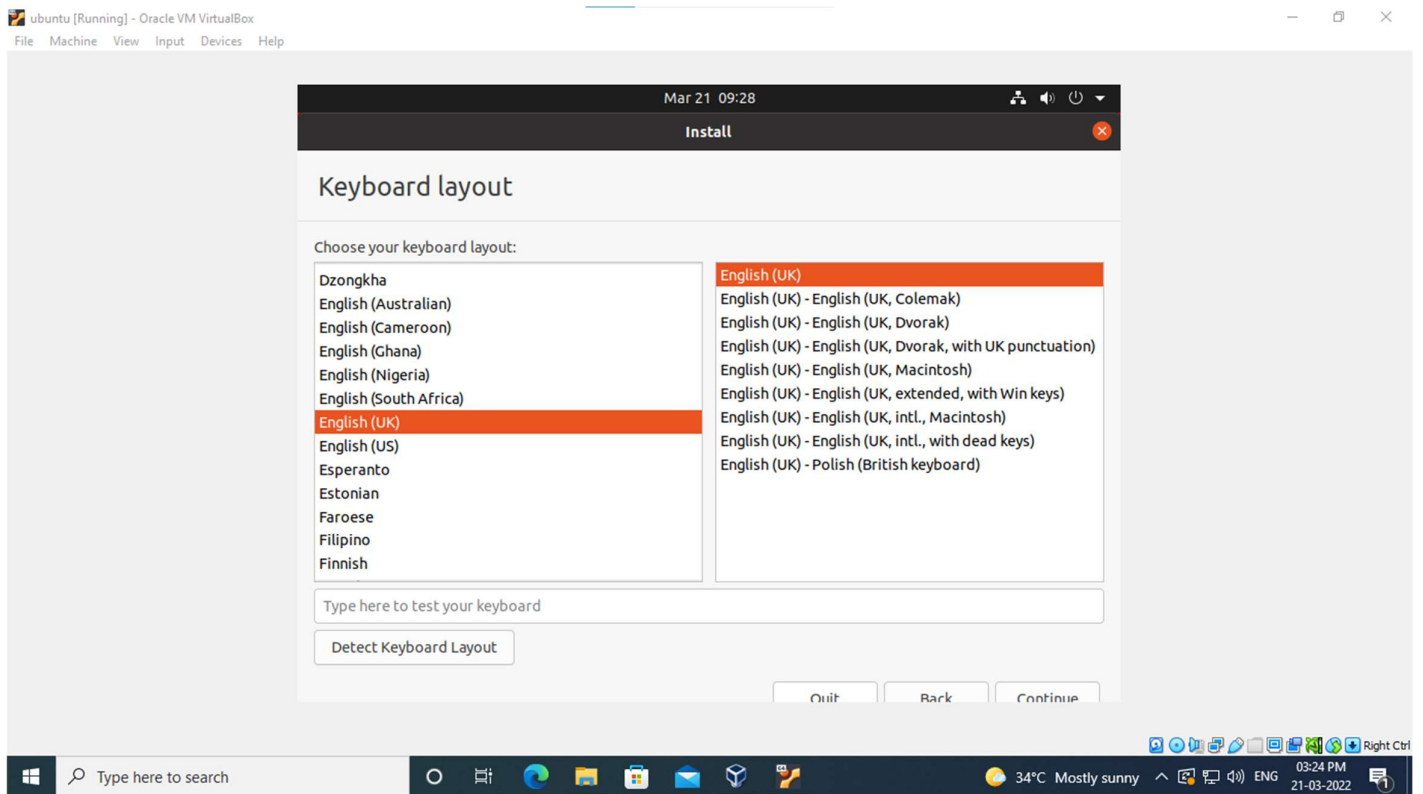 ubuntu [Running] - Oracle VM VirtualBox
File Machine View Input Devices Help
Mar 21 09:28
Install
Keyboard layout
Choose your keyboard layout:
Dzongkha
English (Australian)
English (Cameroon)
English (Ghana)
English (Nigeria)
English (South Africa)
English (UK)
English (US)
Esperanto
Estonian
Faroese
Filipino
Finnish
English (UK)
English (UK) - English (UK, Colemak)
English (UK) - English (UK, Dvorak)
English (UK) - English (UK, Dvorak, with UK punctuation)
English (UK) - English (UK, Macintosh)
English (UK) - English (UK, extended, with Win keys)
English (UK) - English (UK, intl., Macintosh)
English (UK) - English (UK, intl., with dead keys)
English (UK) - Polish (British keyboard)
Type here to test your keyboard
Detect Keyboard Layout
Quit Back Continue
Right Ctrl
Type here to search
64
34°C Mostly sunny
ENG
03:24 PM
21-03-2022
1